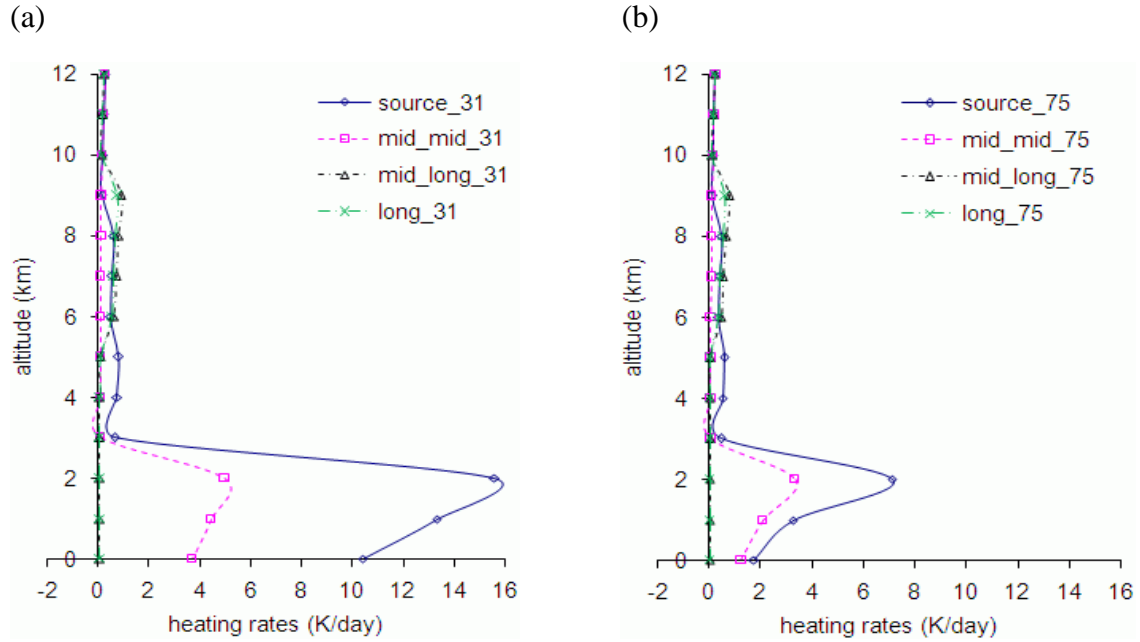 (a)
12
10
8
6
4
2
0
altitude (km)
-2 0 2 4 6 8 10 12 14 16
heating rates (K/day)
source_31
mid_mid_31
mid_long_31
long_31
(b)
12
10
8
6
4
2
0
altitude (km)
-2 0 2 4 6 8 10 12 14 16
heating rates (K/day)
source_75
mid_mid_75
mid_long_75
long_75